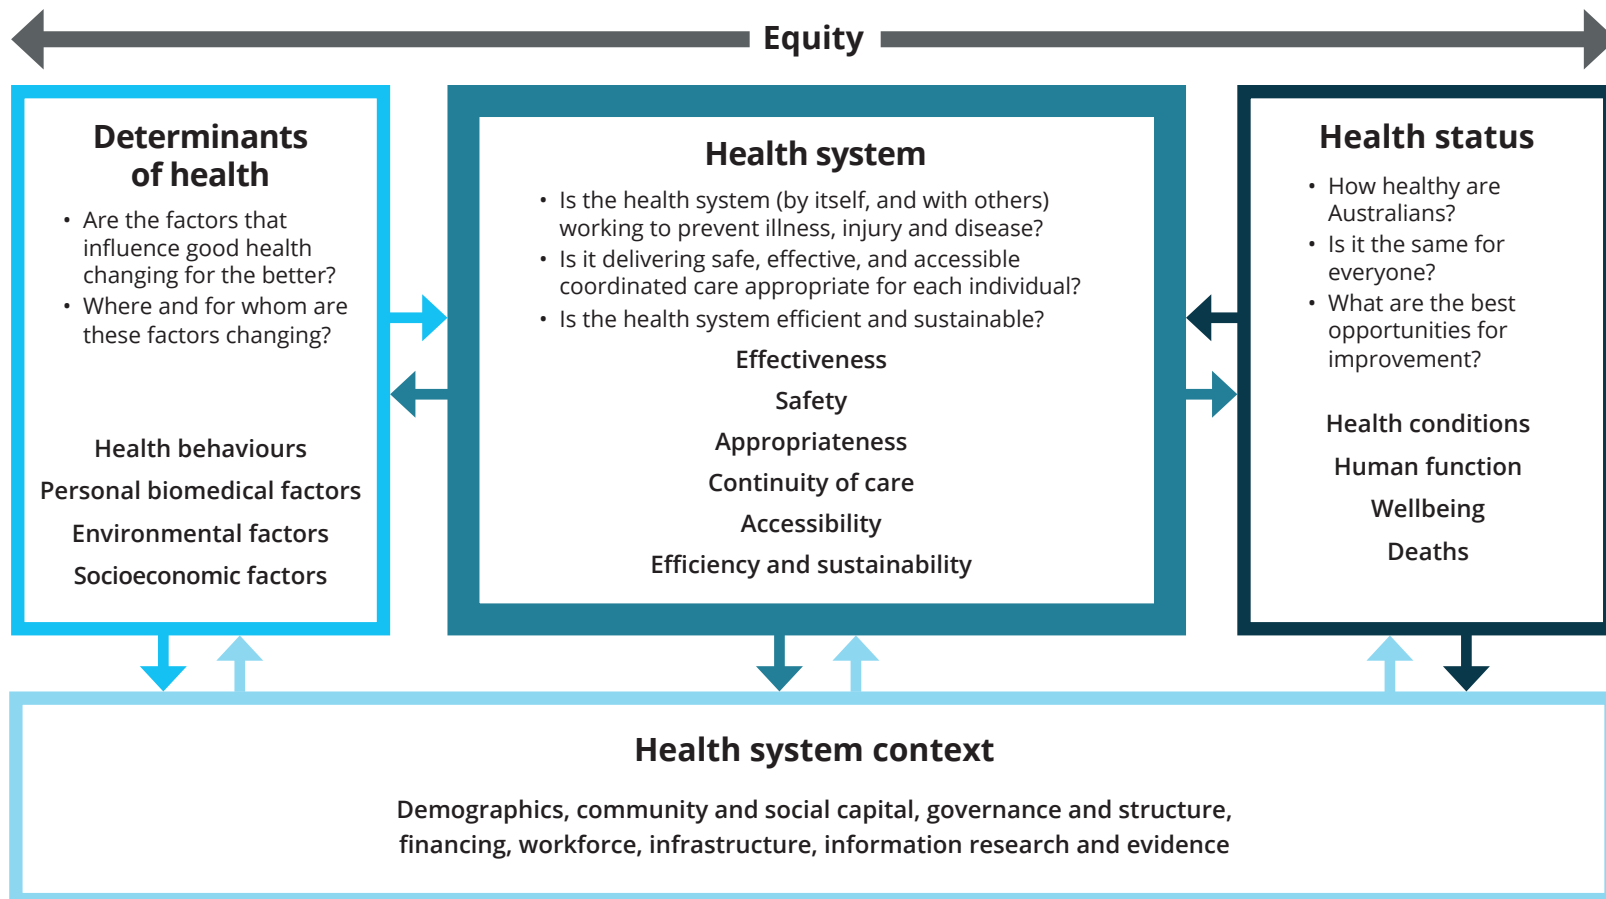 Equity
Determinants
of health
• Are the factors that
influence good health
changing for the better?
• Where and for whom are
these factors changing?
Health behaviours
Personal biomedical factors
Environmental factors
Socioeconomic factors
Health system
• Is the health system (by itself, and with others)
working to prevent illness, injury and disease?
• Is it delivering safe, effective, and accessible
coordinated care appropriate for each individual?
• Is the health system efficient and sustainable?
Effectiveness
Safety
Appropriateness
Continuity of care
Accessibility
Efficiency and sustainability
Health status
• How healthy are
Australians?
• Is it the same for
everyone?
• What are the best
opportunities for
improvement?
Health conditions
Human function
Wellbeing
Deaths
Health system context
Demographics, community and social capital, governance and structure,
financing, workforce, infrastructure, information research and evidence